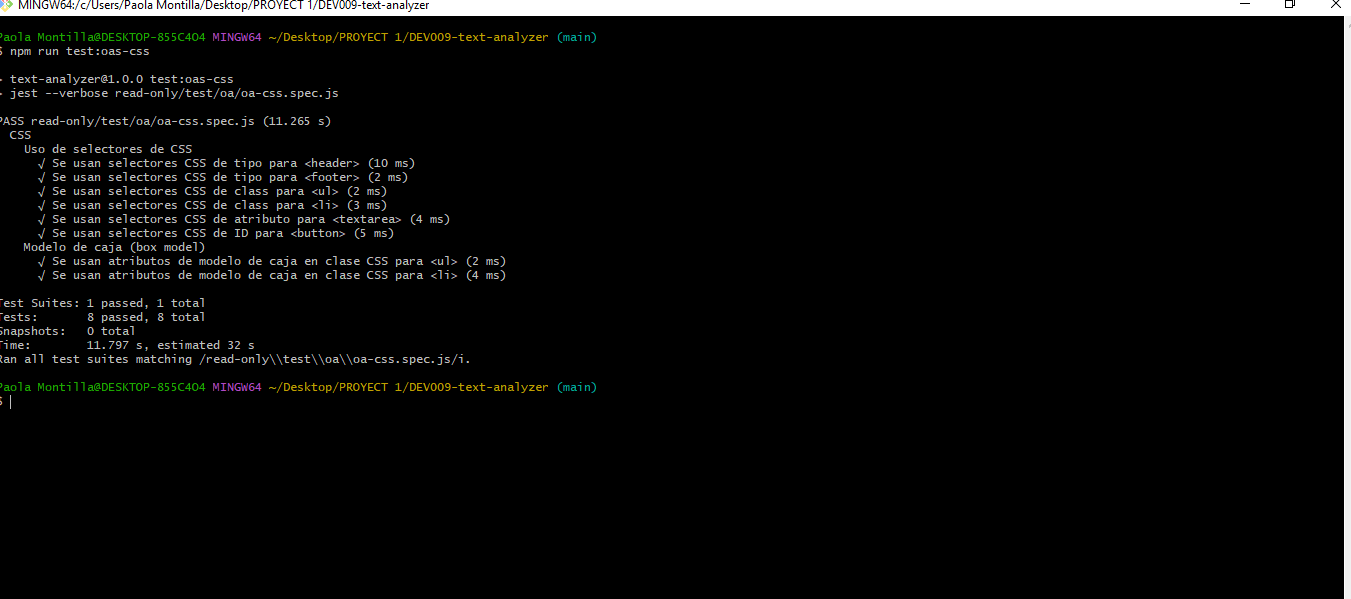 MINGW64:/c/Users/Paola Montilla/Desktop/PROYECT 1/DEV009-text-analyzer
Paola Montilla@DESKTOP-855C4O4 MINGW64 ~/Desktop/PROYECT 1/DEV009-text-analyzer (main)
$ npm run test:oas-css
> text-analyzer@1.0.0 test:oas-css
> jest --verbose read-only/test/oa/oa-css.spec.js
PASS read-only/test/oa/oa-css.spec.js (11.265 s)
CSS
Uso de selectores de CSS
√ Se usan selectores CSS de tipo para <header> (10 ms)
√ Se usan selectores CSS de tipo para <footer> (2 ms)
√ Se usan selectores CSS de class para <ul> (2 ms)
√ Se usan selectores CSS de class para <li> (3 ms)
√ Se usan selectores CSS de atributo para <textarea> (4 ms)
√ Se usan selectores CSS de ID para <button> (5 ms)
Modelo de caja (box model)
√ Se usan atributos de modelo de caja en clase CSS para <ul> (2 ms)
√ Se usan atributos de modelo de caja en clase CSS para <li> (4 ms)
Test Suites: 1 passed, 1 total
Tests:       8 passed, 8 total
Snapshots:   0 total
Time:        11.797 s, estimated 32 s
Ran all test suites matching /read-only\\test\\oa\\oa-css.spec.js/i.
Paola Montilla@DESKTOP-855C4O4 MINGW64 ~/Desktop/PROYECT 1/DEV009-text-analyzer (main)
$